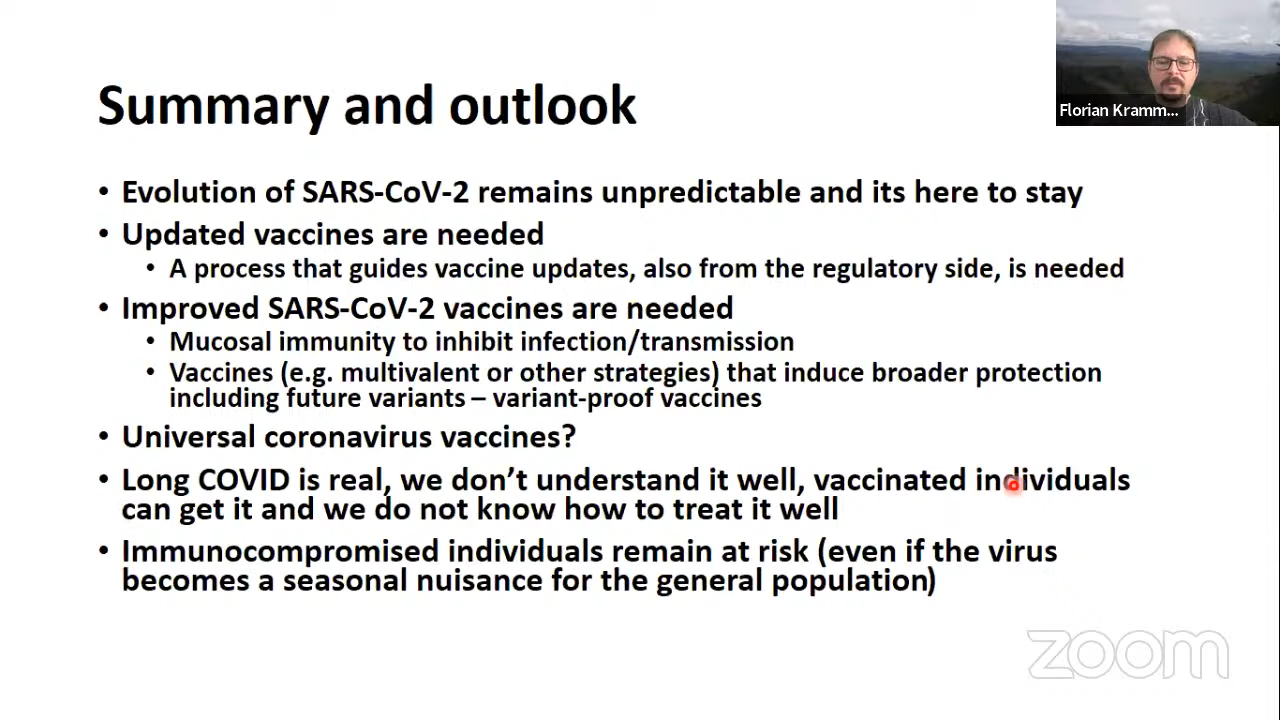 Florian Kramm...
Summary and outlook
• Evolution of SARS-CoV-2 remains unpredictable and its here to stay
• Updated vaccines are needed
• A process that guides vaccine updates, also from the regulatory side, is needed
• Improved SARS-CoV-2 vaccines are needed
• Mucosal immunity to inhibit infection/transmission
• Vaccines (e.g. multivalent or other strategies) that induce broader protection
including future variants – variant-proof vaccines
• Universal coronavirus vaccines?
• Long COVID is real, we don’t understand it well, vaccinated individuals
can get it and we do not know how to treat it well
• Immunocompromised individuals remain at risk (even if the virus
becomes a seasonal nuisance for the general population)
zoom